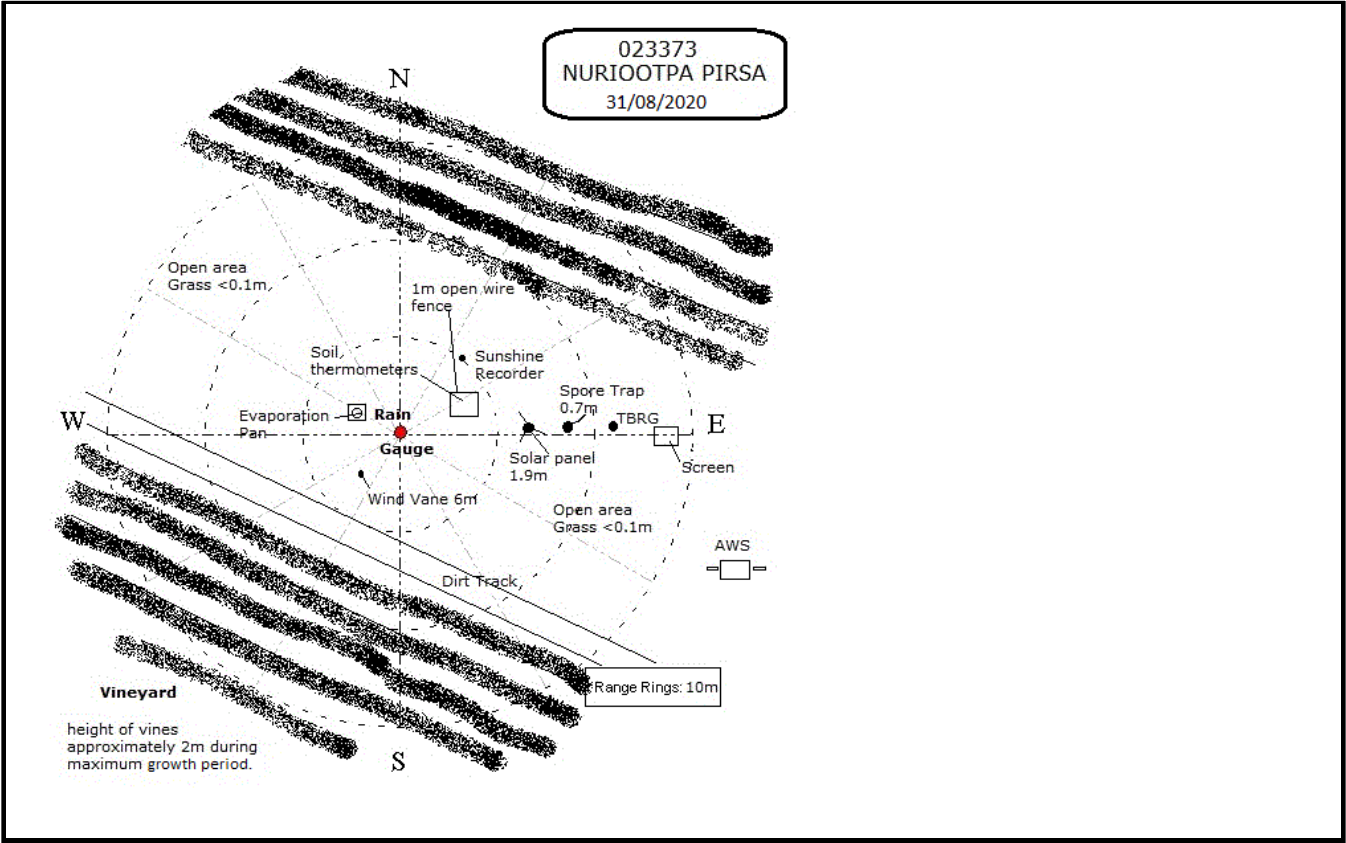 023373
NURIOOTPA PIRSA
31/08/2020
N
Open area
Grass <0.1m
1m open wire
fence
Soil
thermometers
Sunshine
Recorder
Spore Trap
0.7m
TBRG
Evaporation
Pan
Rain
Gauge
W
E
Solar panel
1.9m
Screen
Wind Vane 6m
Open area
Grass <0.1m
AWS
Dirt Track
Range Rings: 10m
Vineyard
height of vines
approximately 2m during
maximum growth period.
S